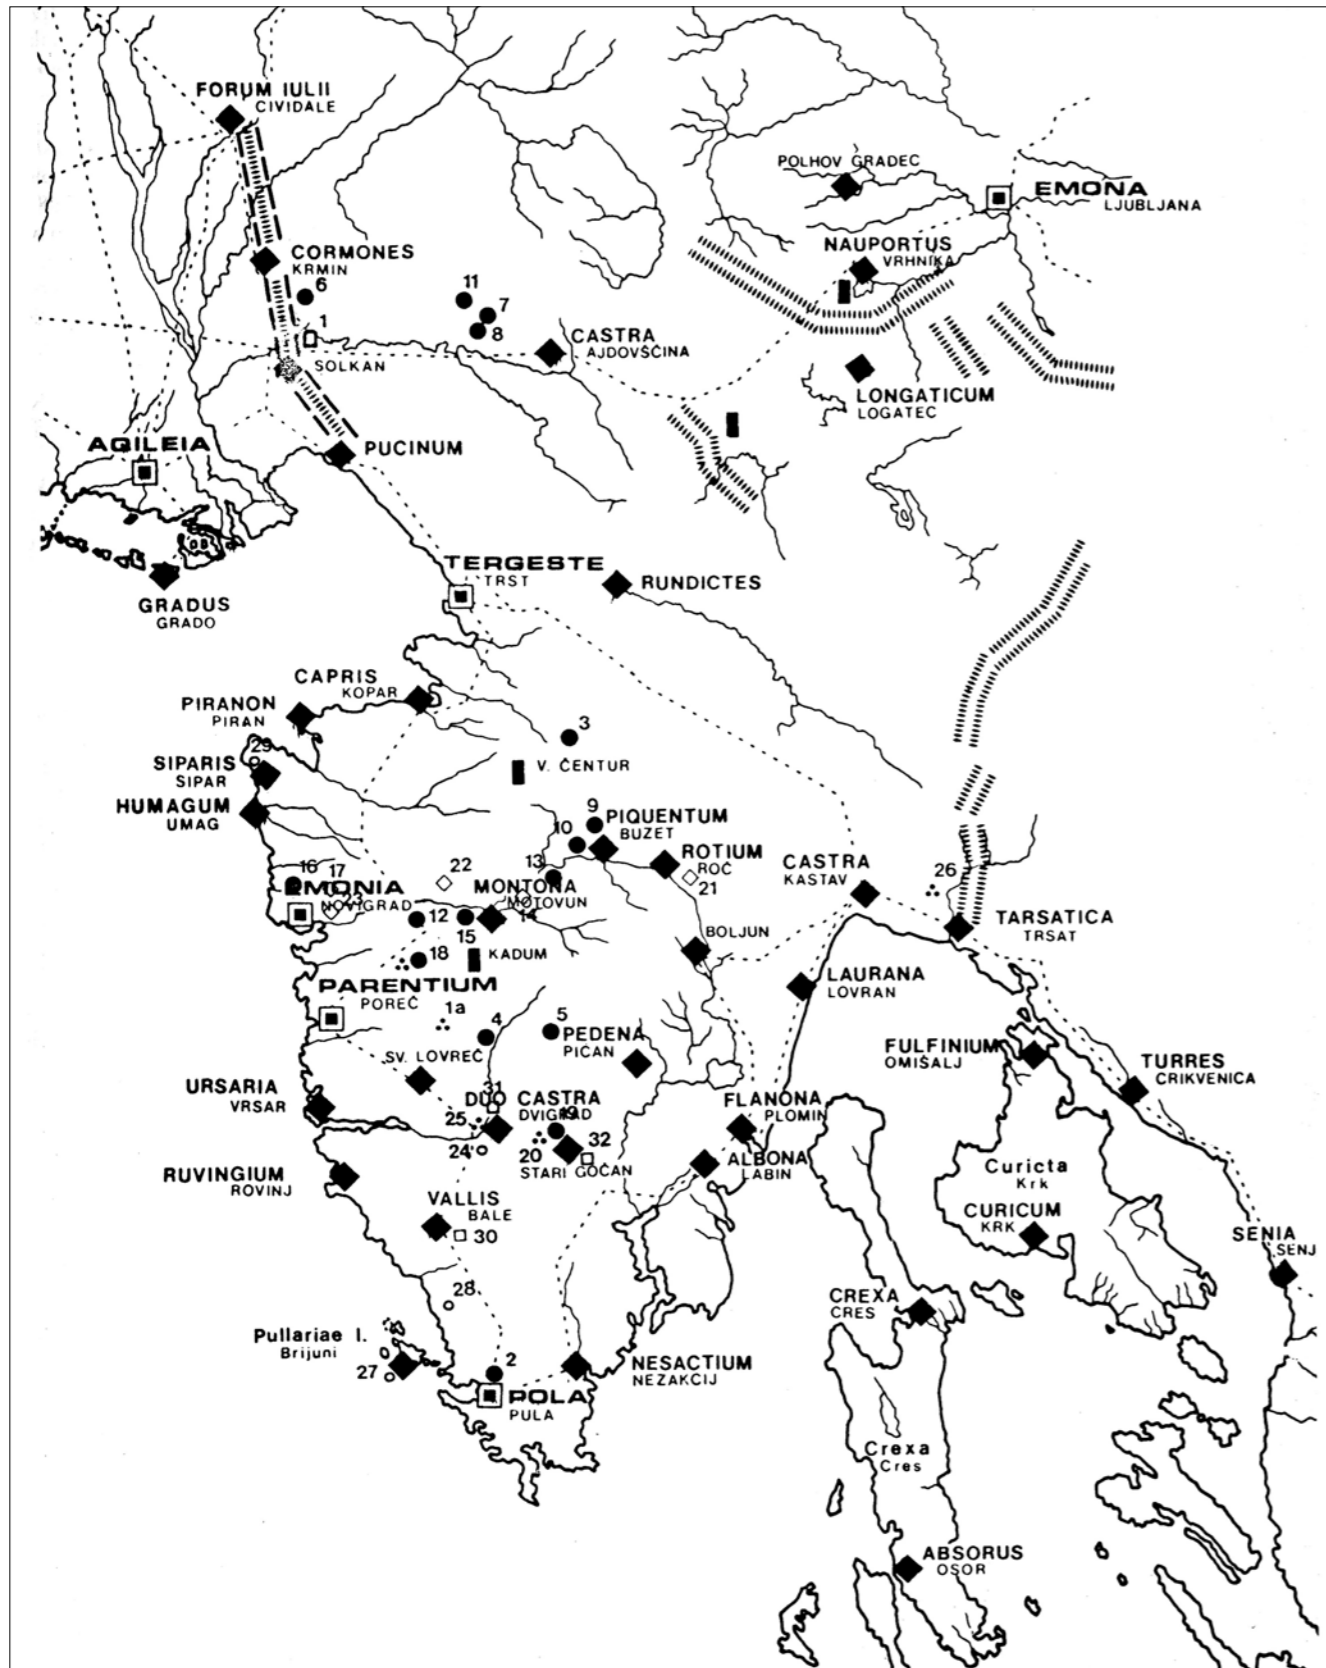 FORUM IULII
CIVIDALE
POLHOV GRADEC
EMONA
LJUBLJANA
NAUPORTUS
VRHNIKA
CORMONES
KRMIN
6
11
7
8
1
CASTRA
AJDOVŠČINA
SOLKAN
LONGATICUM
LOGATEC
AQILEIA
PUCINUM
TERGESTE
TRST
RUNDICTES
GRADUS
GRADO
CAPRIS
KOPAR
PIRANON
PIRAN
3
29
SIPARIS
SIPAR
V. ČENTUR
HUMAGUM
UMAG
9
PIQUENTUM
BUZET
10
ROTIUM
ROČ
13
22
16
17
EMONIA
NOVIGRAD
23
MONTONA
MOTOVUN
21
CASTRA
KASTAV
26
12
14
15
TARSATICA
TRSAT
BOLJUN
18
KADUM
PARENTIUM
POREČ
LAURANA
LOVRAN
1a
4
5
PEDENA
PIČAN
FULFINIUM
OMIŠALJ
SV. LOVREČ
TURRES
CRIKVENICA
URSARIA
VRSAR
31
DUO CASTRA
DVIGRAD
19
FLANONA
PLOMIN
25
24
20
32
STARI GOČAN
ALBONA
LABIN
RUVINGIUM
ROVINJ
Curicta
Krk
VALLIS
BALE
30
CURICUM
KRK
SENIA
SENJ
28
CREXA
CRES
Pullariae I.
Brijuni
27
2
NESACTIUM
NEZAKCIJ
POLA
PULA
Crexa
Cres
ABSORUS
OSOR